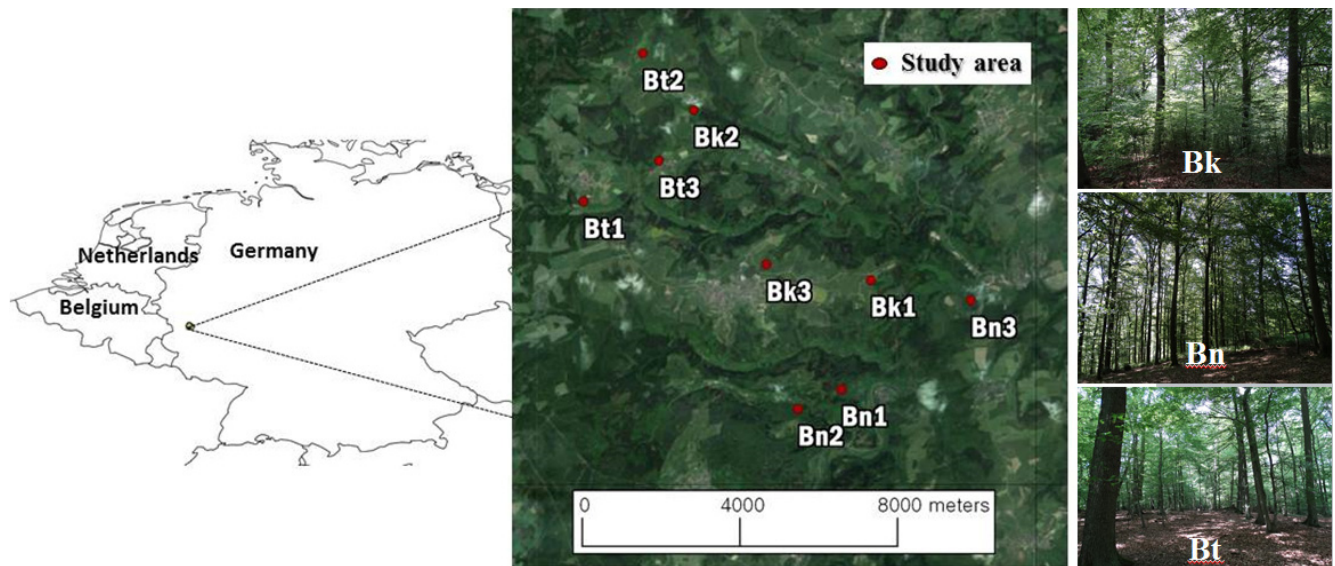 Netherlands
Germany
Belgium
Study area
Bt2
Bk2
Bt3
Bt1
Bk3
Bk1
Bn3
Bn1
Bn2
0 4000 8000 meters
Bk
Bn
Bt